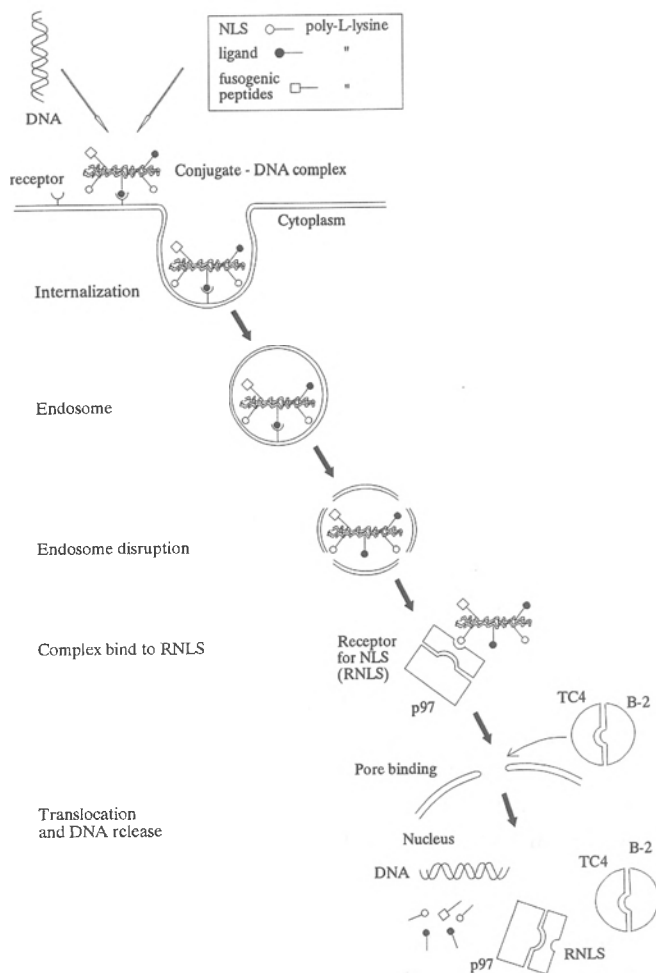 NLS poly-L-lysine
ligand "
fusogenic
peptides "
DNA
receptor
Conjugate - DNA complex
Cytoplasm
Internalization
Endosome
Endosome disruption
Complex bind to RNLS
Receptor
for NLS
(RNLS)
p97
TC4
B-2
Pore binding
Translocation
and DNA release
Nucleus
DNA
TC4
B-2
p97
RNLS